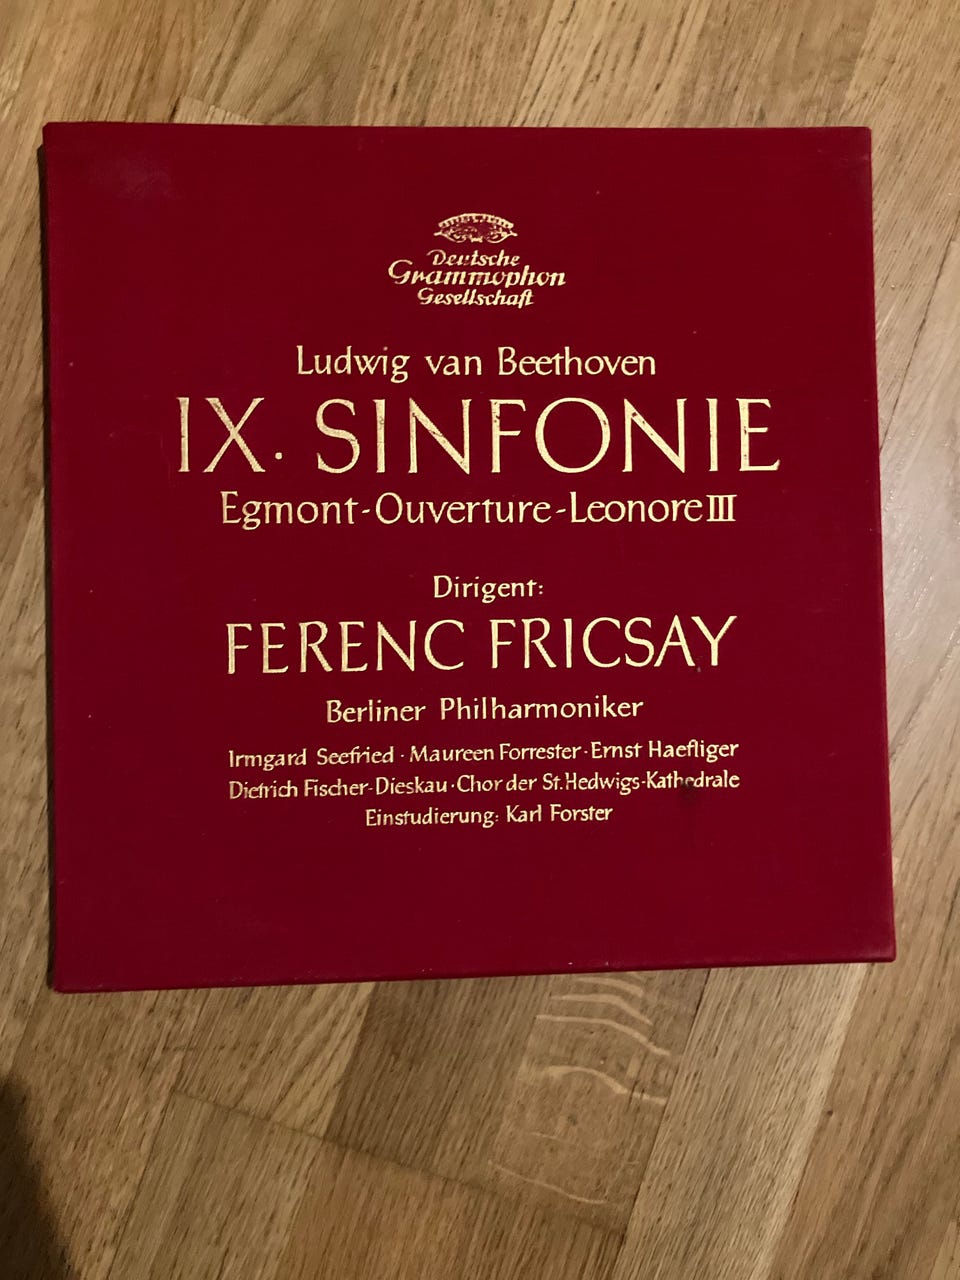 Deutsche
Grammophon
Gesellschaft
Ludwig van Beethoven
IX. SINFONIE
Egmont-Ouverture-Leonore III
Dirigent:
FERENC FRICSAY
Berliner Philharmoniker
Irmgard Seefried · Maureen Forrester · Ernst Haefliger
Dietrich Fischer-Dieskau · Chor der St. Hedwigs-Kathedrale
Einstudierung: Karl Forster